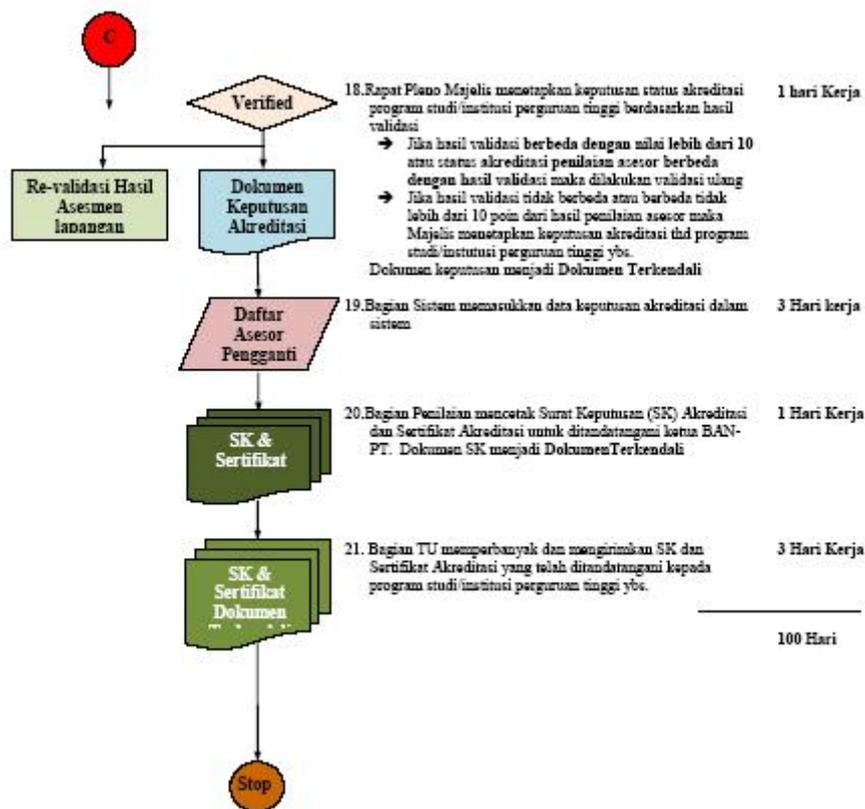 C
Verified
18.Rapat Pleno Majelis menetapkan keputusan status akreditasi
program studi/institusi perguruan tinggi berdasarkan hasil
validasi
1 hari Kerja
➔ Jika hasil validasi berbeda dengan nilai lebih dari 10
atau status akreditasi penilaian asesor berbeda
dengan hasil validasi maka dilakukan validasi ulang
➔ Jika hasil validasi tidak berbeda atau berbeda tidak
lebih dari 10 poin dari hasil penilaian asesor maka
Majelis menetapkan keputusan akreditasi thd program
studi/instutusi perguruan tinggi ybs.
Dokumen keputusan menjadi Dokumen Terkendali
Re-validasi Hasil
Asesmen
lapangan
Dokumen
Keputusan
Akreditasi
Daftar
Asesor
Pengganti
19.Bagian Sistem memasukkan data keputusan akreditasi dalam
sistem
3 Hari kerja
SK &
Sertifikat
20.Bagian Penilaian mencetak Surat Keputusan (SK) Akreditasi
dan Sertifikat Akreditasi untuk ditandatangani ketua BAN-
PT. Dokumen SK menjadi DokumenTerkendali
1 Hari Kerja
SK &
Sertifikat
Dokumen
21. Bagian TU memperbanyak dan mengirimkan SK dan
Sertifikat Akreditasi yang telah ditandatangani kepada
program studi/institusi perguruan tinggi ybs.
3 Hari Kerja
100 Hari
Stop